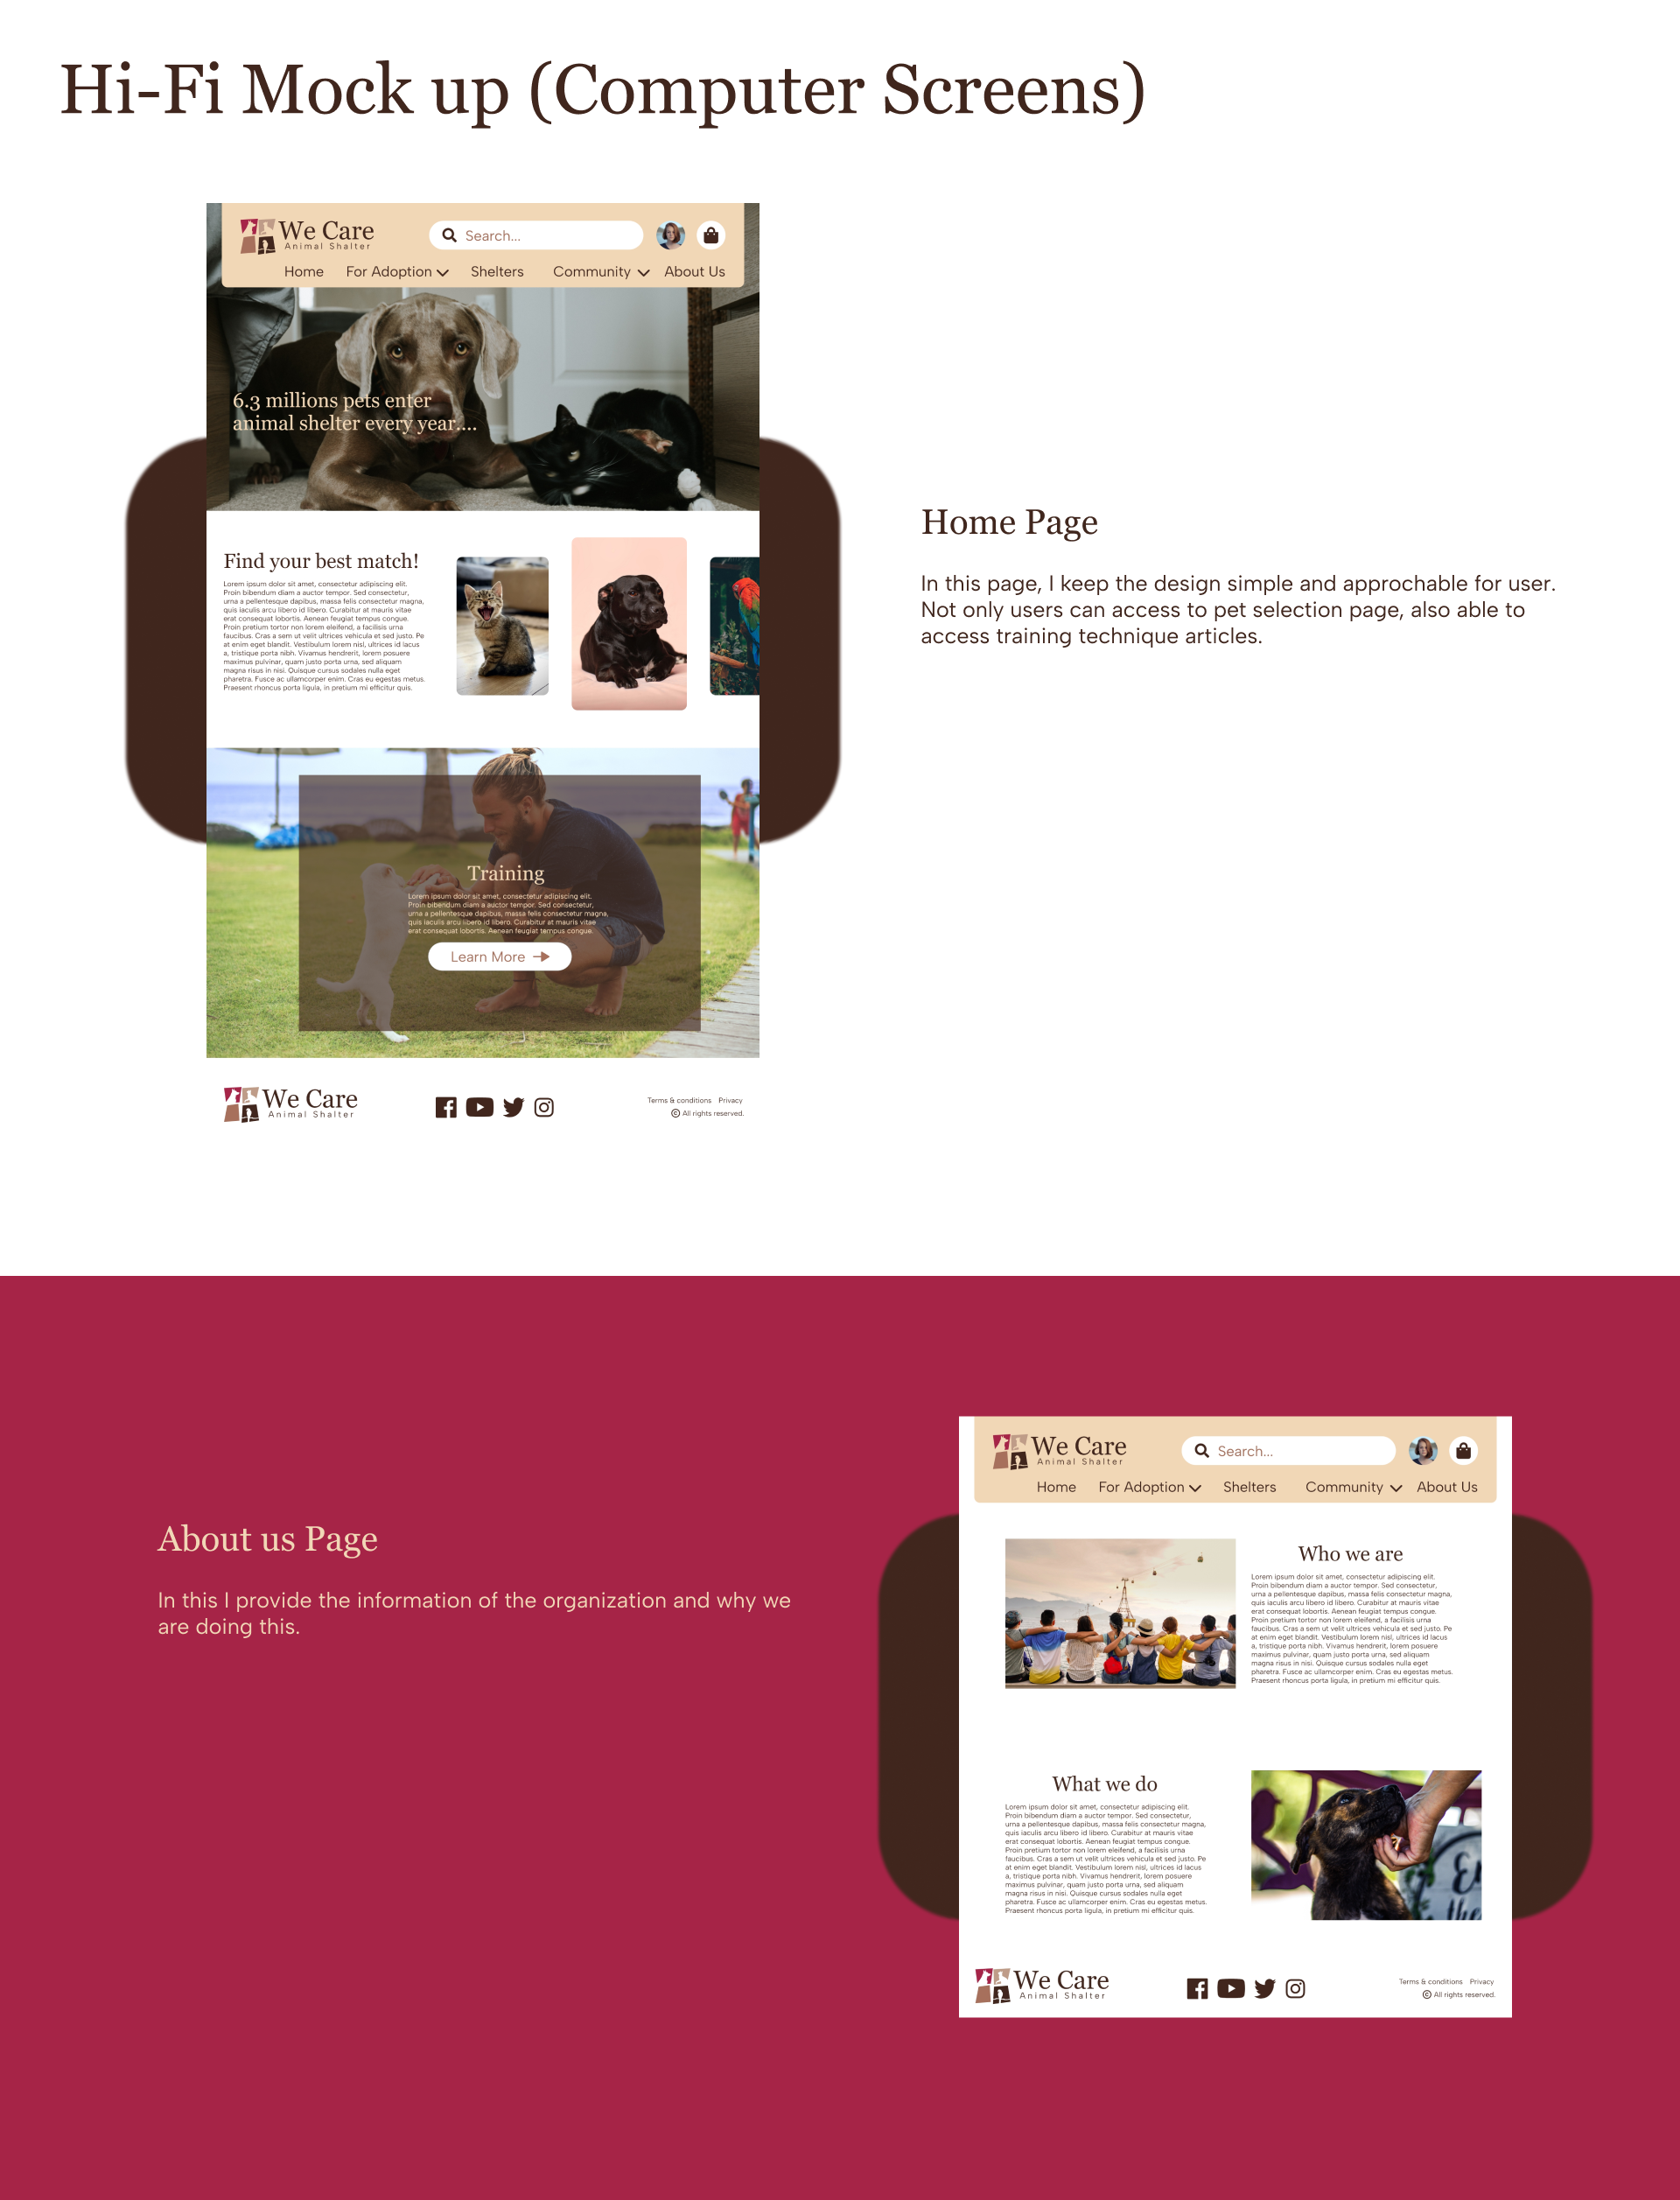 Hi-Fi Mock up (Computer Screens)
We Care
Animal Shalter
Search...
Home For Adoption Shelters Community About Us
6.3 millions pets enter
animal shelter every year....
Find your best match!
Lorem ipsum dolor sit amet, consectetur adipiscing elit.
Proin bibendum diam a auctor tempor. Sed consectetur,
urna a pellentesque dapibus, massa felis consectetur magna,
quis iaculis arcu libero id libero. Curabitur at mauris vitae
erat consequat lobortis. Aenean feugiat tempus congue.
Proin pretium tortor non lorem eleifend, a facilisis urna
faucibus. Cras a sem ut velit ultrices vehicula et sed justo. Pe
at enim eget blandit. Vestibulum lorem nisl, ultrices id lacus
a, tristique porta nibh. Vivamus hendrerit, lorem posuere
maximus pulvinar, quam justo porta urna, sed aliquam
magna risus in nisi. Quisque cursus sodales nulla eget
pharetra. Fusce ac ullamcorper enim. Cras eu egestas metus.
Praesent rhoncus porta ligula, in pretium mi efficitur quis.
Training
Lorem ipsum dolor sit amet, consectetur adipiscing elit.
Proin bibendum diam a auctor tempor. Sed consectetur,
urna a pellentesque dapibus, massa felis consectetur magna,
quis iaculis arcu libero id libero. Curabitur at mauris vitae
erat consequat lobortis. Aenean feugiat tempus congue.
Learn More
We Care
Animal Shalter
Terms & conditions Privacy
© All rights reserved.
Home Page
In this page, I keep the design simple and approchable for user.
Not only users can access to pet selection page, also able to
access training technique articles.
About us Page
In this I provide the information of the organization and why we
are doing this.
We Care
Animal Shalter
Search...
Home For Adoption Shelters Community About Us
Who we are
Lorem ipsum dolor sit amet, consectetur adipiscing elit.
Proin bibendum diam a auctor tempor. Sed consectetur,
urna a pellentesque dapibus, massa felis consectetur magna,
quis iaculis arcu libero id libero. Curabitur at mauris vitae
erat consequat lobortis. Aenean feugiat tempus congue.
Proin pretium tortor non lorem eleifend, a facilisis urna
faucibus. Cras a sem ut velit ultrices vehicula et sed justo. Pe
at enim eget blandit. Vestibulum lorem nisl, ultrices id lacus
a, tristique porta nibh. Vivamus hendrerit, lorem posuere
maximus pulvinar, quam justo porta urna, sed aliquam
magna risus in nisi. Quisque cursus sodales nulla eget
pharetra. Fusce ac ullamcorper enim. Cras eu egestas metus.
Praesent rhoncus porta ligula, in pretium mi efficitur quis.
What we do
Lorem ipsum dolor sit amet, consectetur adipiscing elit.
Proin bibendum diam a auctor tempor. Sed consectetur,
urna a pellentesque dapibus, massa felis consectetur magna,
quis iaculis arcu libero id libero. Curabitur at mauris vitae
erat consequat lobortis. Aenean feugiat tempus congue.
Proin pretium tortor non lorem eleifend, a facilisis urna
faucibus. Cras a sem ut velit ultrices vehicula et sed justo. Pe
at enim eget blandit. Vestibulum lorem nisl, ultrices id lacus
a, tristique porta nibh. Vivamus hendrerit, lorem posuere
maximus pulvinar, quam justo porta urna, sed aliquam
magna risus in nisi. Quisque cursus sodales nulla eget
pharetra. Fusce ac ullamcorper enim. Cras eu egestas metus.
Praesent rhoncus porta ligula, in pretium mi efficitur quis.
We Care
Animal Shalter
Terms & conditions Privacy
© All rights reserved.